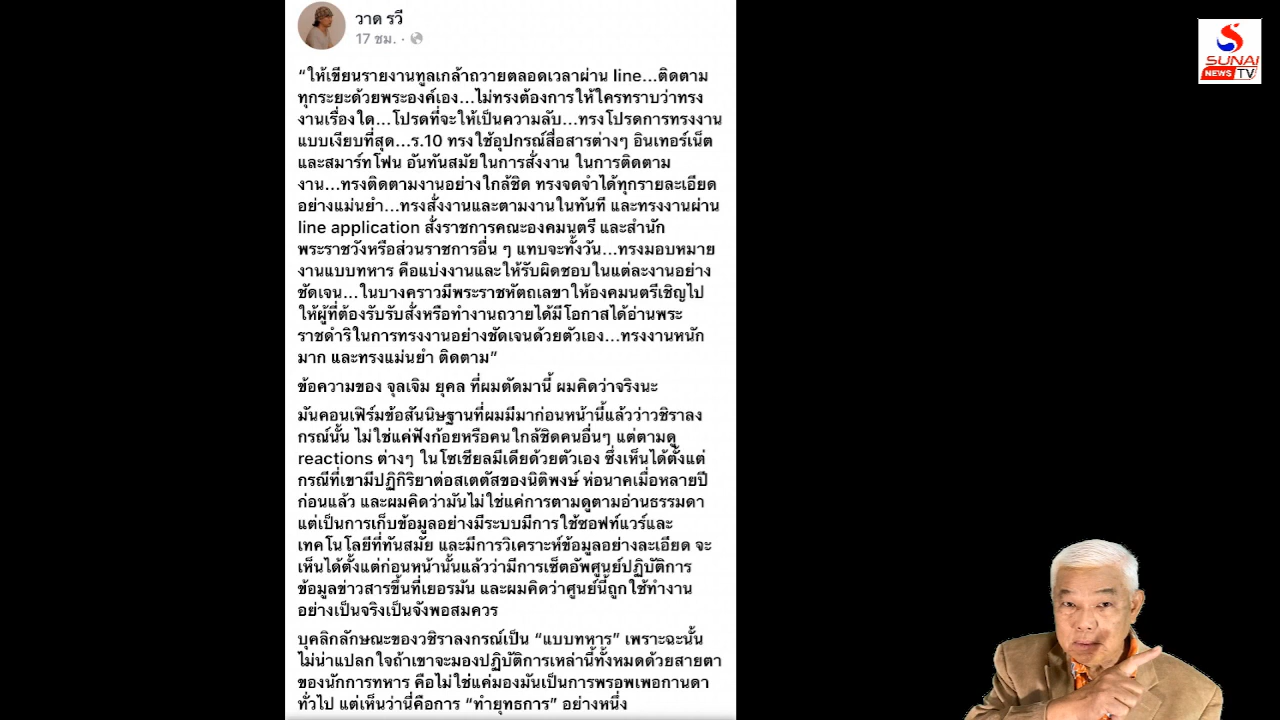 วาด รวี
17 ชม. ·
“ให้เขียนรายงานทูลเกล้าถวายตลอดเวลาผ่าน line...ติดตาม
ทุกระยะด้วยพระองค์เอง...ไม่ทรงต้องการให้ใครทราบว่าทรง
งานเรื่องใด...โปรดที่จะให้เป็นความลับ...ทรงโปรดการทรงงาน
แบบเงียบที่สุด...ร.10 ทรงใช้อุปกรณ์สื่อสารต่างๆ อินเทอร์เน็ต
และสมาร์ทโฟน อันทันสมัยในการสั่งงาน ในการติดตาม
งาน...ทรงติดตามงานอย่างใกล้ชิด ทรงจดจำได้ทุกรายละเอียด
อย่างแม่นยำ...ทรงสั่งงานและตามงานในทันที และทรงงานผ่าน
line application สั่งราชการคณะองคมนตรี และสำนัก
พระราชวังหรือส่วนราชการอื่น ๆ แทบจะทั้งวัน...ทรงมอบหมาย
งานแบบทหาร คือแบ่งงานและให้รับผิดชอบในแต่ละงานอย่าง
ชัดเจน...ในบางคราวมีพระราชหัตถเลขาให้องคมนตรีเชิญไป
ให้ผู้ที่ต้องรับรับสั่งหรือทำงานถวายได้มีโอกาสได้อ่านพระ
ราชดำริในการทรงงานอย่างชัดเจนด้วยตัวเอง...ทรงงานหนัก
มาก และทรงแม่นยำ ติดตาม”
ข้อความของ จุลเจิม ยุคล ที่ผมตัดมานี้ ผมคิดว่าจริงนะ
มันคอนเฟิร์มข้อสันนิษฐานที่ผมมีมาก่อนหน้านี้แล้วว่าวชิราลง
กรณ์นั้น ไม่ใช่แค่ฟังก้อยหรือคนใกล้ชิดคนอื่นๆ แต่ตามดู
reactions ต่างๆ ในโซเชียลมีเดียด้วยตัวเอง ซึ่งเห็นได้ตั้งแต่
กรณีที่เขามีปฏิกิริยาต่อสเตตัสของนิติพงษ์ ห่อนาคเมื่อหลายปี
ก่อนแล้ว และผมคิดว่ามันไม่ใช่แค่การตามดูตามอ่านธรรมดา
แต่เป็นการเก็บข้อมูลอย่างมีระบบมีการใช้ซอฟท์แวร์และ
เทคโนโลยีที่ทันสมัย และมีการวิเคราะห์ข้อมูลอย่างละเอียด จะ
เห็นได้ตั้งแต่ก่อนหน้านั้นแล้วว่ามีการเซ็ตอัพศูนย์ปฏิบัติการ
ข้อมูลข่าวสารขึ้นที่เยอรมัน และผมคิดว่าศูนย์นี้ถูกใช้ทำงาน
อย่างเป็นจริงเป็นจังพอสมควร
บุคลิกลักษณะของวชิราลงกรณ์เป็น “แบบทหาร” เพราะฉะนั้น
ไม่น่าแปลกใจถ้าเขาจะมองปฏิบัติการเหล่านี้ทั้งหมดด้วยสายตา
ของนักการทหาร คือไม่ใช่แค่มองมันเป็นการพรอพเพอกานดา
ทั่วไป แต่เห็นว่านี่คือการ “ทำยุทธการ” อย่างหนึ่ง
SUNAI
NEWS TV